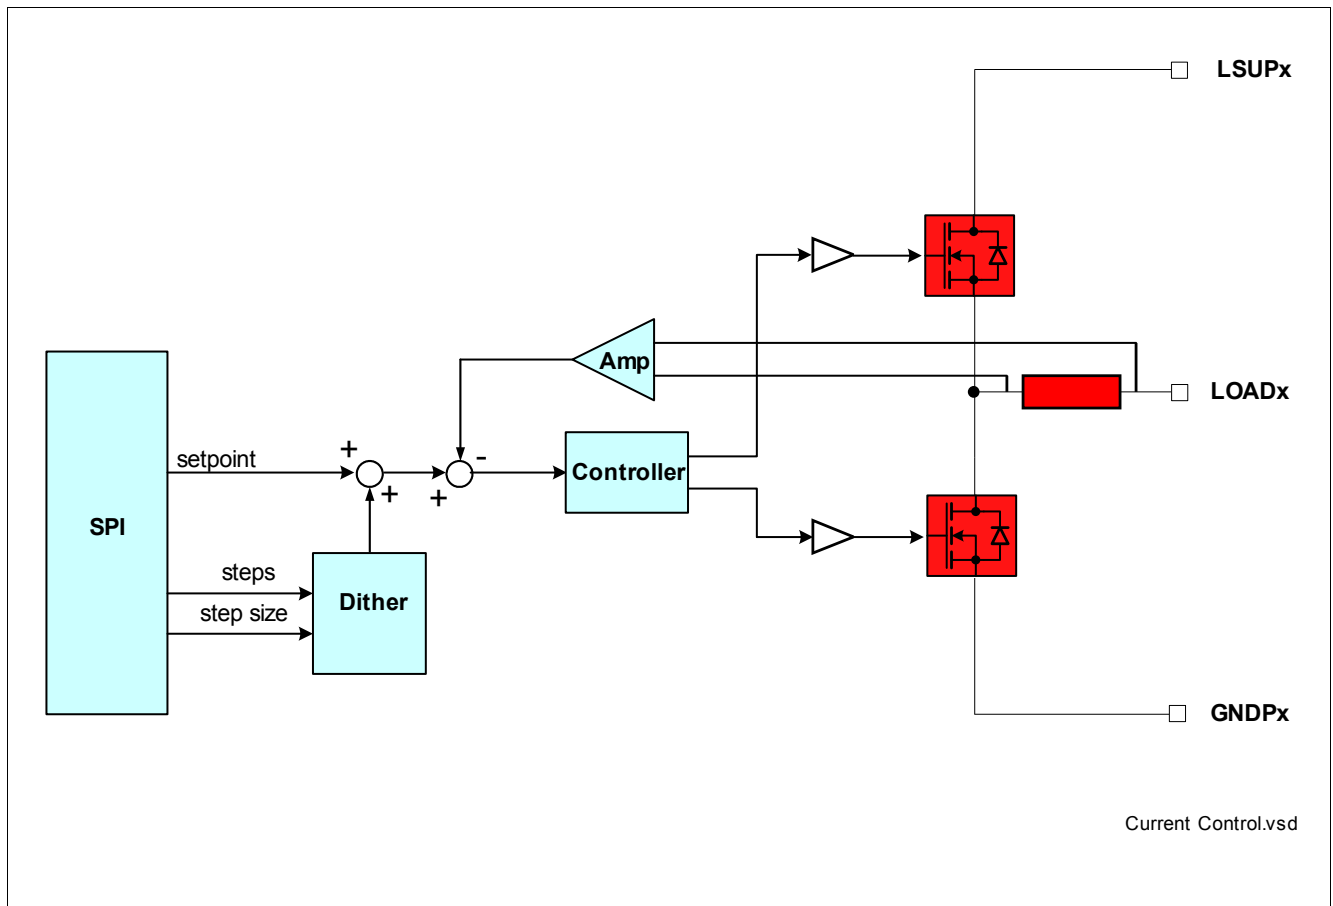 LSUPx
Amp
LOADx
+
setpoint
-
Controller
+
+
SPI
steps
Dither
step size
GNDPx
Current Control.vsd